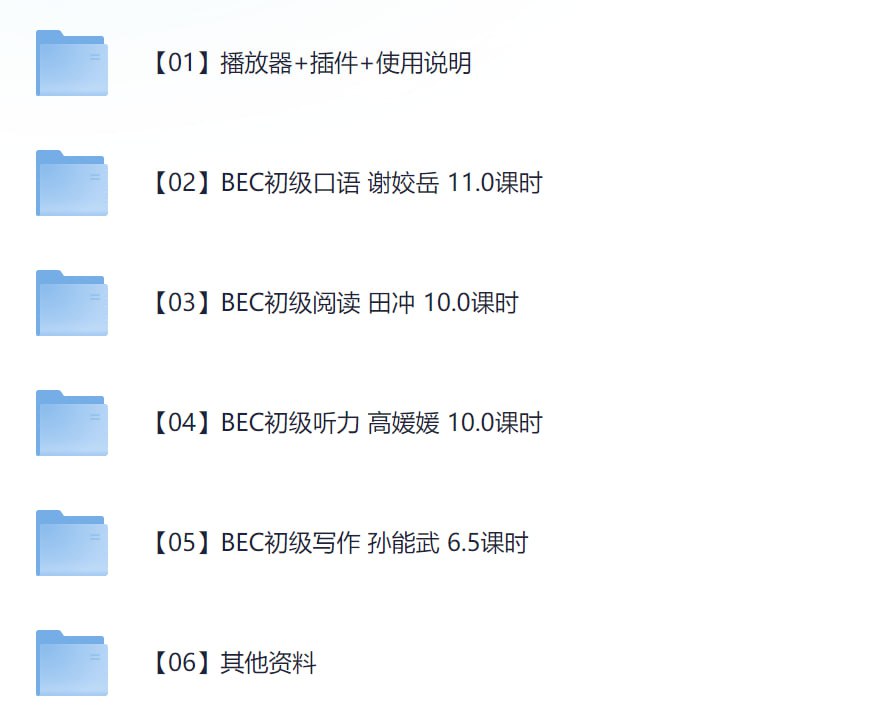 【01】播放器+插件+使用说明
【02】BEC初级口语 谢姣岳 11.0课时
【03】BEC初级阅读 田冲 10.0课时
【04】BEC初级听力 高媛媛 10.0课时
【05】BEC初级写作 孙能武 6.5课时
【06】其他资料